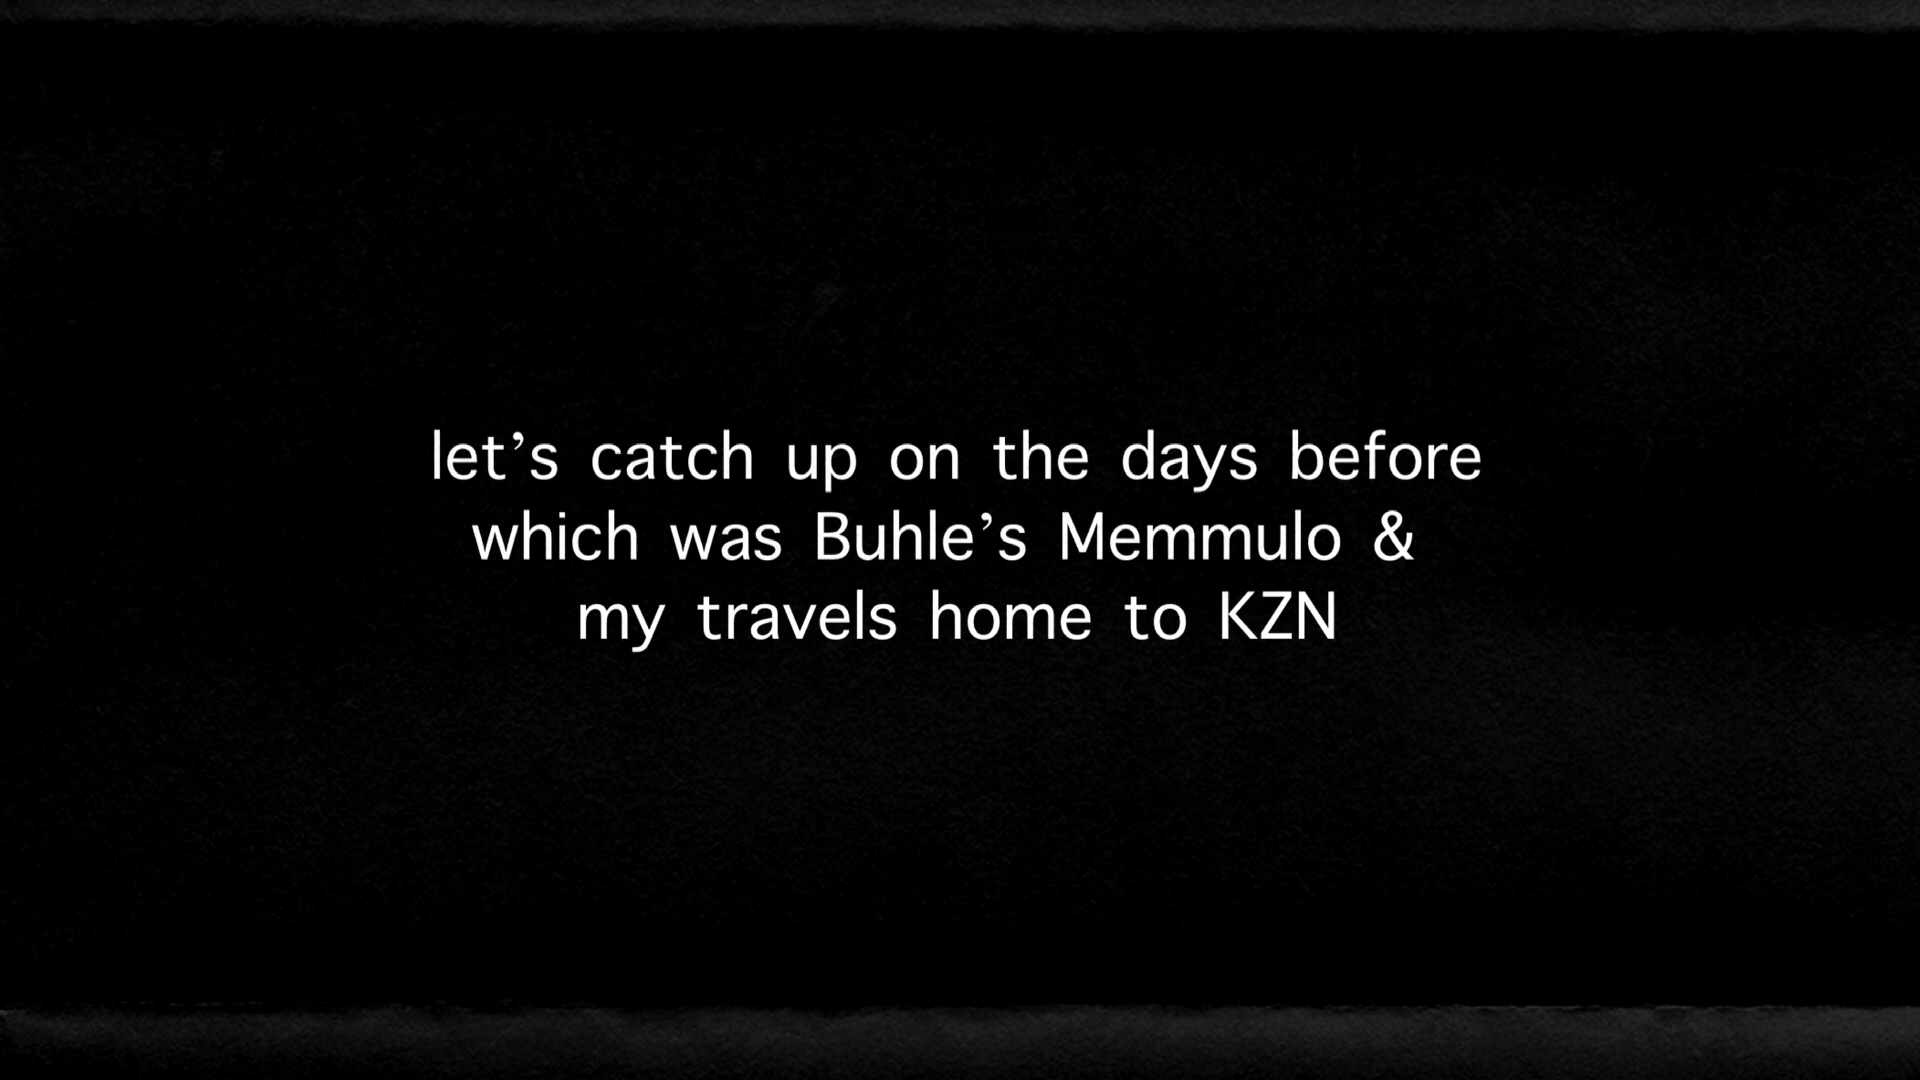 let’s catch up on the days before
which was Buhle’s Memmulo &
my travels home to KZN